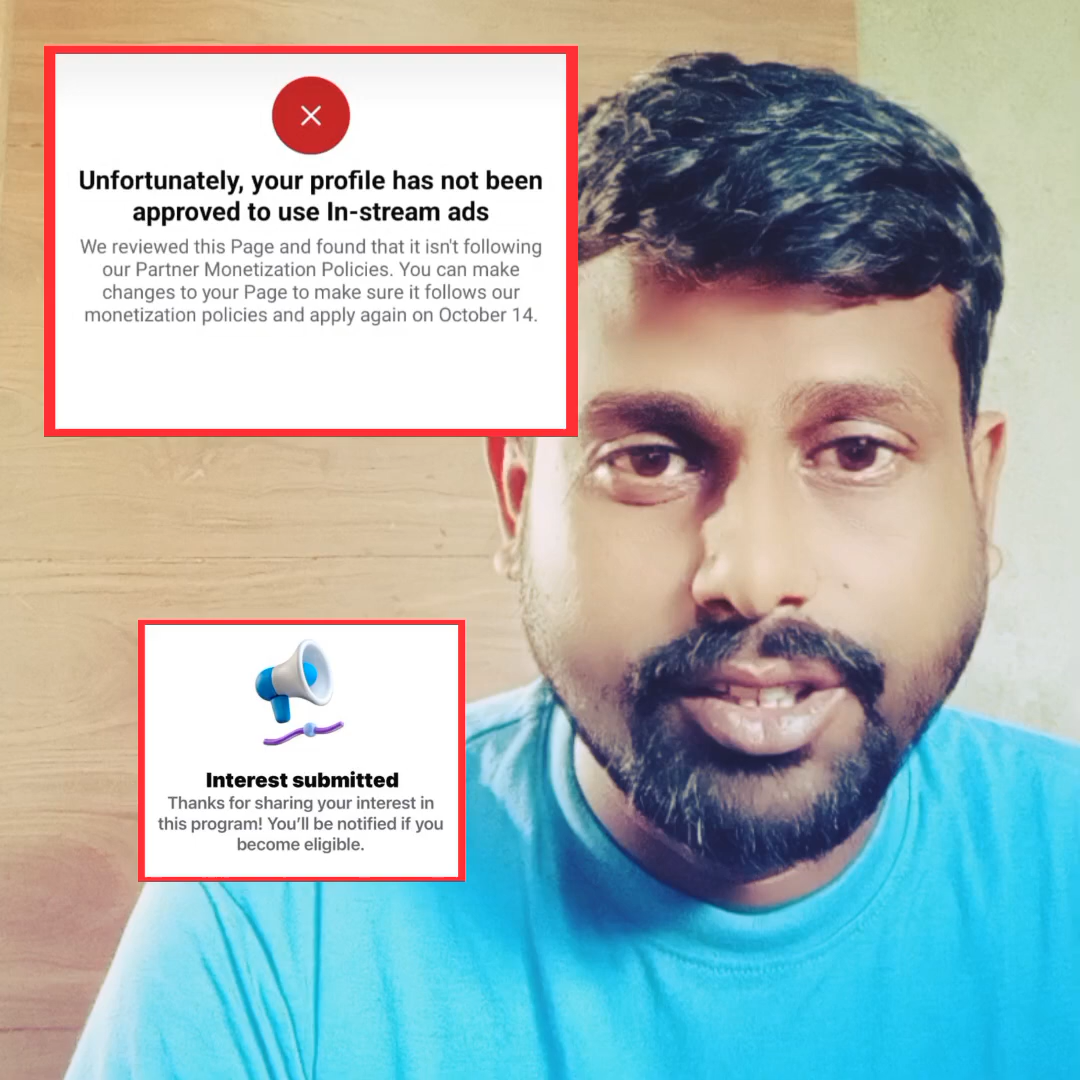 Unfortunately, your profile has not been
approved to use In-stream ads
We reviewed this Page and found that it isn't following
our Partner Monetization Policies. You can make
changes to your Page to make sure it follows our
monetization policies and apply again on October 14.
Interest submitted
Thanks for sharing your interest in
this program! You’ll be notified if you
become eligible.